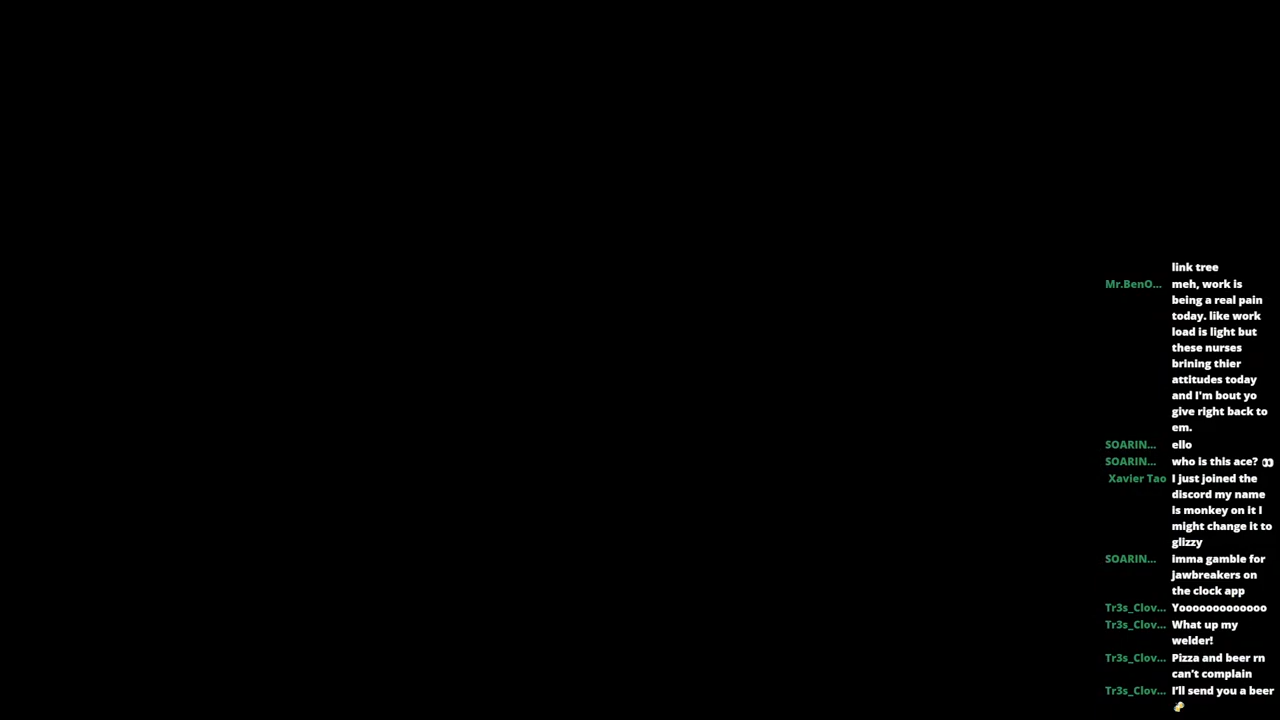 link tree
Mr.BenO... meh, work is
being a real pain
today. like work
load is light but
these nurses
brining thier
attitudes today
and I'm bout yo
give right back to
em.
SOARIN... ello
SOARIN... who is this ace? 👀
Xavier Tao I just joined the
discord my name
is monkey on it I
might change it to
glizzy
SOARIN... imma gamble for
jawbreakers on
the clock app
Tr3s_Clov... Yooooooooooooo
Tr3s_Clov... What up my
welder!
Tr3s_Clov... Pizza and beer rn
can't complain
Tr3s_Clov... I'll send you a beer